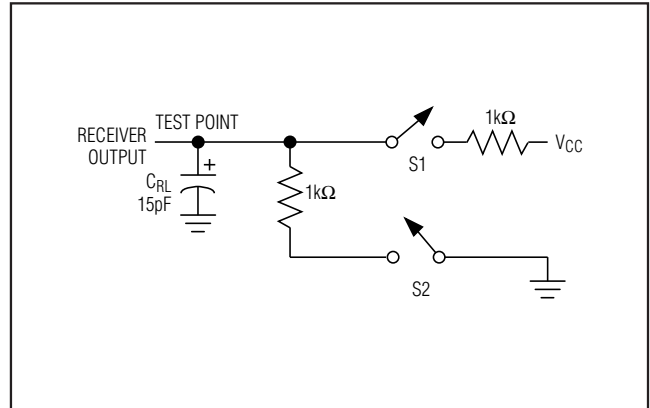 TEST POINT
RECEIVER
OUTPUT
C_RL
15pF
1kΩ
S1
1kΩ
V_CC
S2